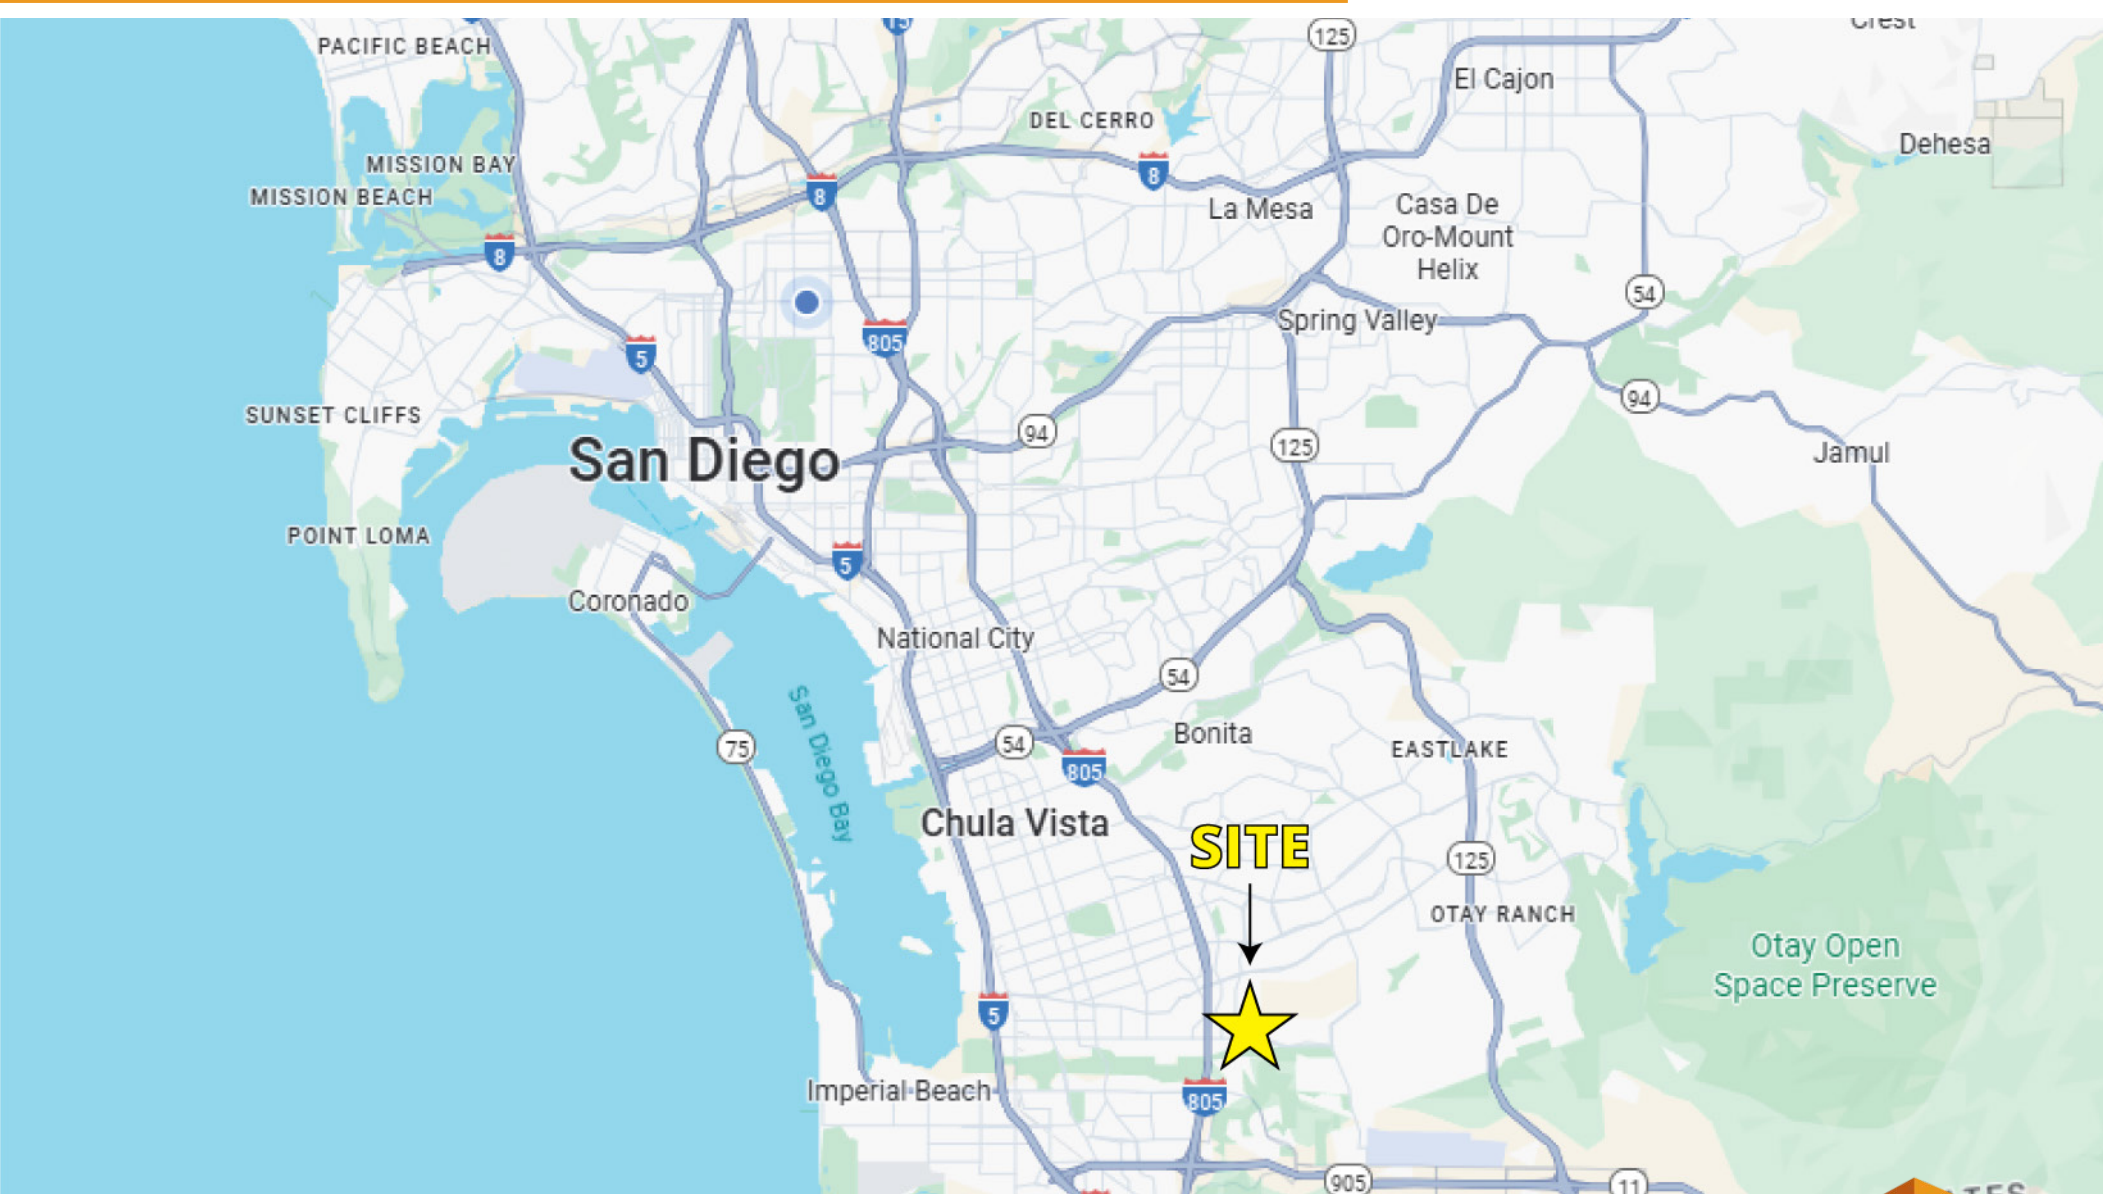 15
125
Crest
PACIFIC BEACH
El Cajon
DEL CERRO
Dehesa
MISSION BAY
8
MISSION BEACH
8
La Mesa
Casa De
Oro-Mount
Helix
8
54
Spring Valley
805
5
94
SUNSET CLIFFS
94
125
San Diego
Jamul
POINT LOMA
5
Coronado
National City
54
San Diego Bay
Bonita
75
54
EASTLAKE
805
Chula Vista
SITE
125
OTAY RANCH
Otay Open
Space Preserve
5
Imperial Beach
805
905
11